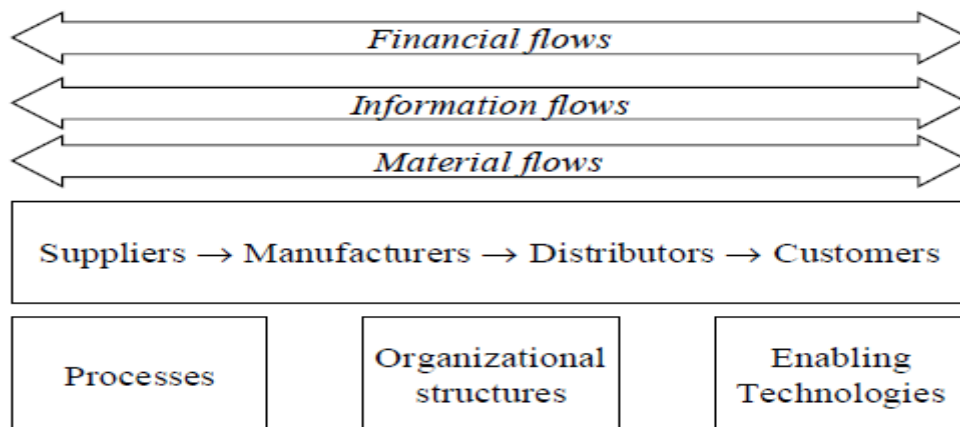 Financial flows
Information flows
Material flows
Suppliers → Manufacturers → Distributors → Customers
Processes
Organizational
structures
Enabling
Technologies